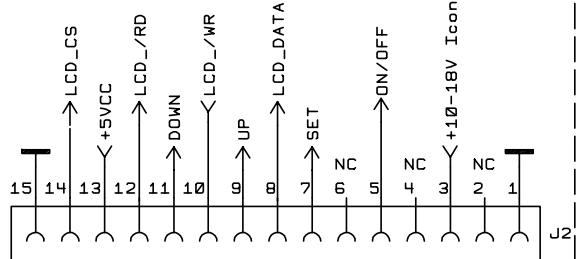 LCD_CS
+5VCC
LCD_/RD
DOWN
LCD_/WR
UP
LCD_DATA
SET
NC
ON/OFF
NC
+10-18V Icon
NC
15 14 13 12 11 10 9 8 7 6 5 4 3 2 1
J2